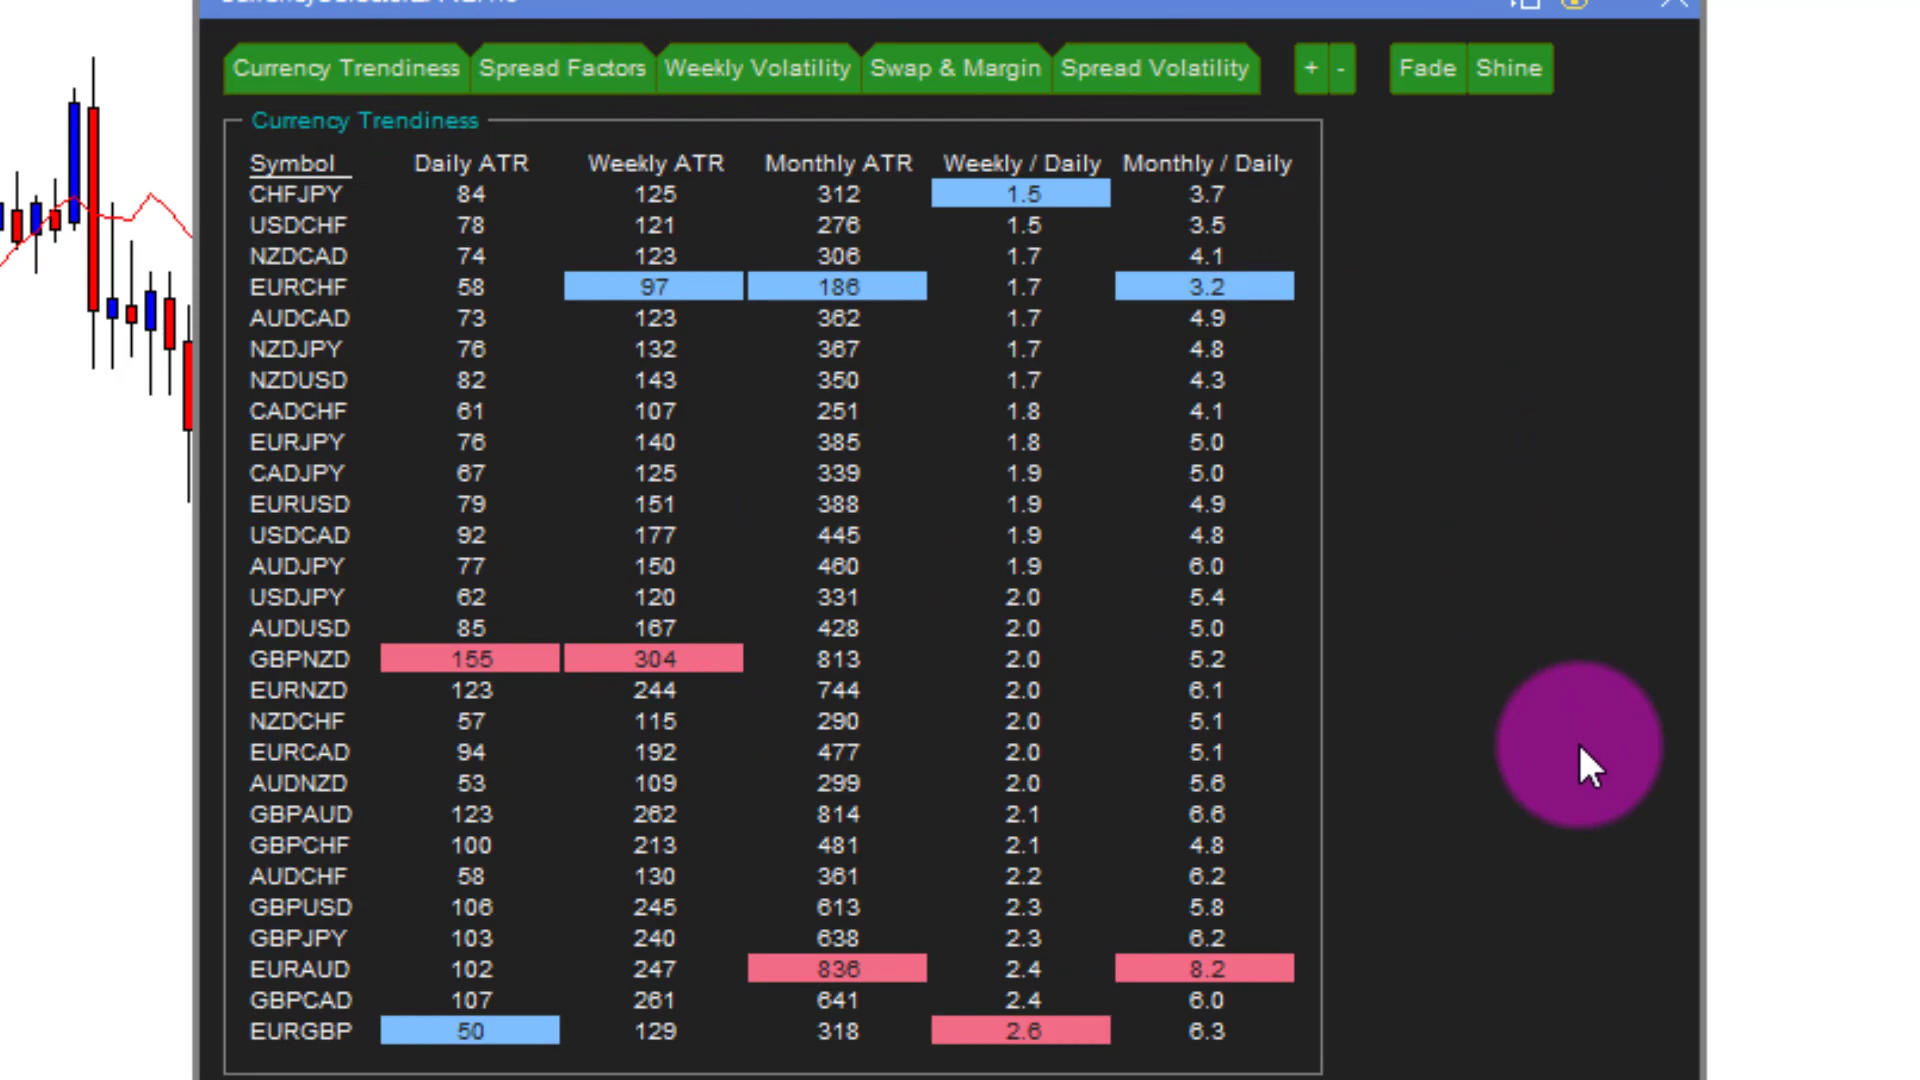 Currency Trendiness Spread Factors Weekly Volatility Swap & Margin Spread Volatility + - Fade Shine
Currency Trendiness
Symbol Daily ATR Weekly ATR Monthly ATR Weekly / Daily Monthly / Daily
CHFJPY 84 125 312 1.5 3.7
USDCHF 78 121 276 1.5 3.5
NZDCAD 74 123 306 1.7 4.1
EURCHF 58 97 186 1.7 3.2
AUDCAD 73 123 362 1.7 4.9
NZDJPY 76 132 367 1.7 4.8
NZDUSD 82 143 350 1.7 4.3
CADCHF 61 107 251 1.8 4.1
EURJPY 76 140 385 1.8 5.0
CADJPY 67 125 339 1.9 5.0
EURUSD 79 151 388 1.9 4.9
USDCAD 92 177 445 1.9 4.8
AUDJPY 77 150 460 1.9 6.0
USDJPY 62 120 331 2.0 5.4
AUDUSD 85 167 428 2.0 5.0
GBPNZD 155 304 813 2.0 5.2
EURNZD 123 244 744 2.0 6.1
NZDCHF 57 115 290 2.0 5.1
EURCAD 94 192 477 2.0 5.1
AUDNZD 53 109 299 2.0 5.6
GBPAUD 123 262 814 2.1 6.6
GBPCHF 100 213 481 2.1 4.8
AUDCHF 58 130 361 2.2 6.2
GBPUSD 106 245 613 2.3 5.8
GBPJPY 103 240 638 2.3 6.2
EURAUD 102 247 836 2.4 8.2
GBPCAD 107 261 641 2.4 6.0
EURGBP 50 129 318 2.6 6.3